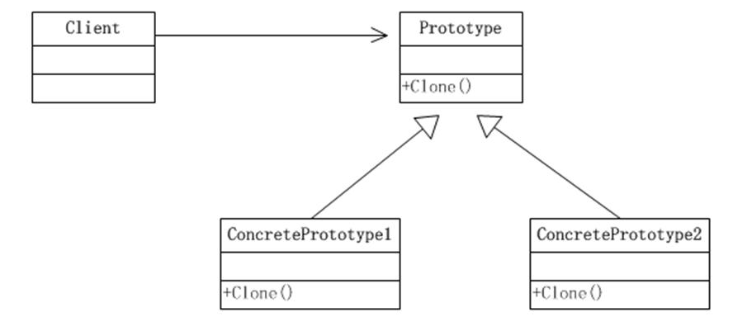 Client
Prototype
+Clone()
ConcretePrototype1
ConcretePrototype2
+Clone()
+Clone()